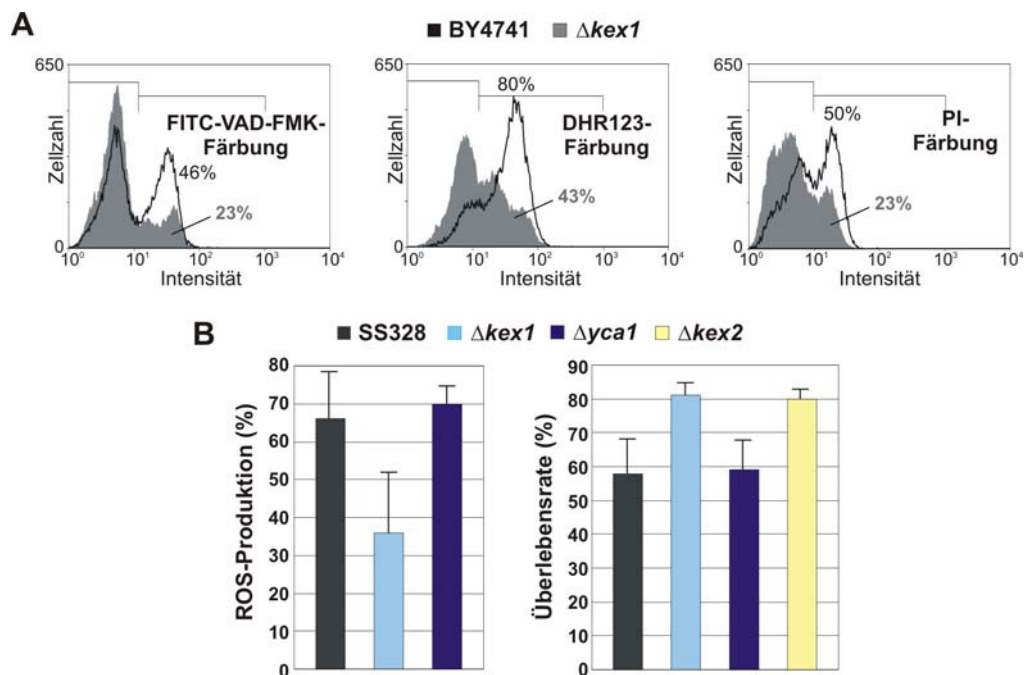 A
BY4741 Δkex1
650
Zellzahl
0
FITC-VAD-FMK-
Färbung
46%
23%
10⁰ 10¹ 10² 10³ 10⁴
Intensität
650
Zellzahl
0
80%
DHR123-
Färbung
43%
10⁰ 10¹ 10² 10³ 10⁴
Intensität
650
Zellzahl
0
50%
PI-
Färbung
23%
10⁰ 10¹ 10² 10³ 10⁴
Intensität
B
SS328 Δkex1 Δyca1 Δkex2
ROS-Produktion (%)
80
70
60
50
40
30
20
10
0
Überlebensrate (%)
90
80
70
60
50
40
30
20
10
0